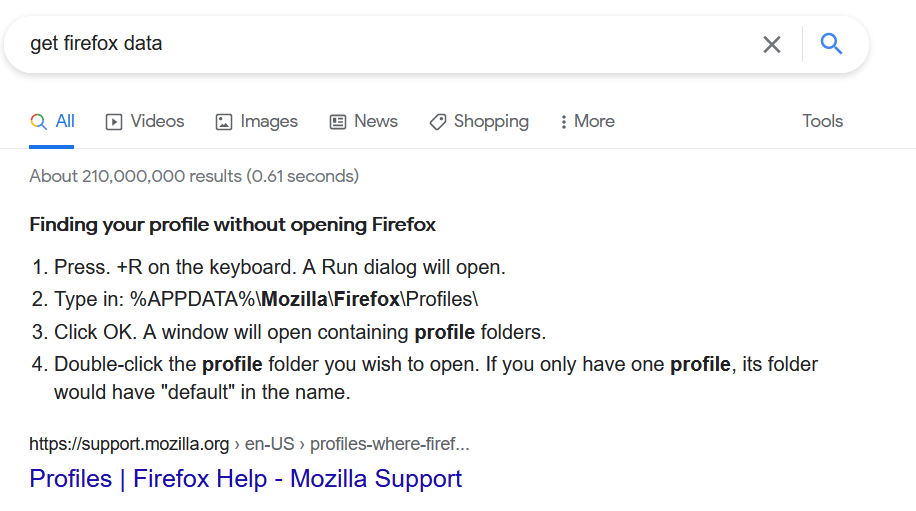 get firefox data
All Videos Images News Shopping More Tools
About 210,000,000 results (0.61 seconds)
Finding your profile without opening Firefox
1. Press. +R on the keyboard. A Run dialog will open.
2. Type in: %APPDATA%\Mozilla\Firefox\Profiles\
3. Click OK. A window will open containing profile folders.
4. Double-click the profile folder you wish to open. If you only have one profile, its folder
would have "default" in the name.
https://support.mozilla.org › en-US › profiles-where-firef...
Profiles | Firefox Help - Mozilla Support